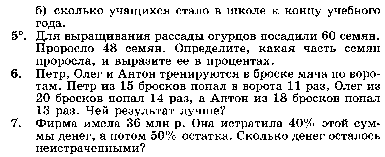 б) сколько учащихся стало в школе к концу учебного
года.
5°. Для выращивания рассады огурцов посадили 60 семян.
Проросло 48 семян. Определите, какая часть семян
проросла, и выразите ее в процентах.
6. Петр, Олег и Антон тренируются в броске мяча по воро-
там. Петр из 15 бросков попал в ворота 11 раз, Олег из
20 бросков попал 14 раз, а Антон из 18 бросков попал
13 раз. Чей результат лучше?
7. Фирма имела 36 млн р. Она истратила 40% этой сум-
мы денег, а потом 50% остатка. Сколько денег осталось
неистраченными?